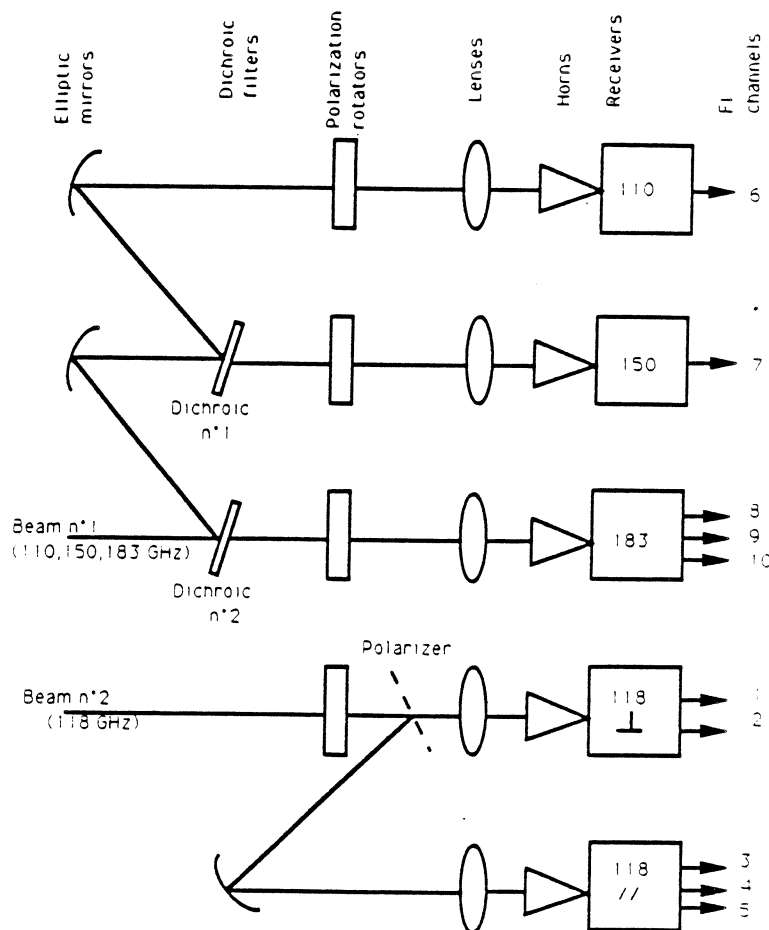 Elliptic
mirrors
Dichroic
filters
Polarization
rotators
Lenses
Horns
Receivers
FI
Channels
110
6
150
7
Dichroic
n°1
Beam n°1
(110,150,183 GHz)
183
8
9
10
Dichroic
n°2
Polarizer
Beam n°2
(118 GHz)
118
⊥
1
2
118
//
3
4
5